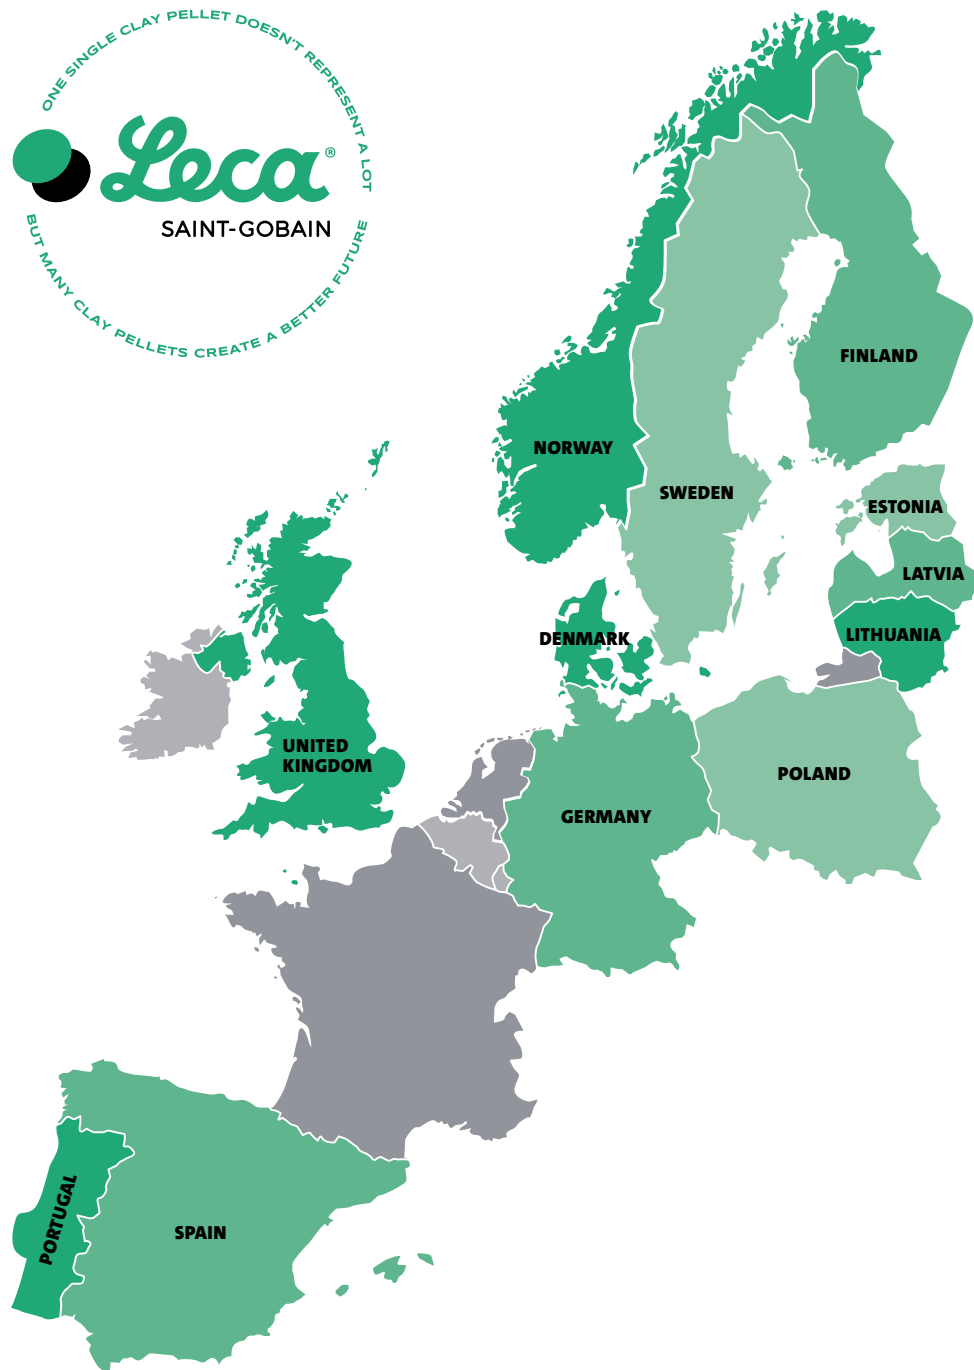 ONE SINGLE CLAY PELLET DOESN'T REPRESENT A LOT
Leca®
SAINT-GOBAIN
BUT MANY CLAY PELLETS CREATE A BETTER FUTURE
FINLAND
NORWAY
SWEDEN
ESTONIA
LATVIA
LITHUANIA
DENMARK
UNITED
KINGDOM
POLAND
GERMANY
PORTUGAL
SPAIN